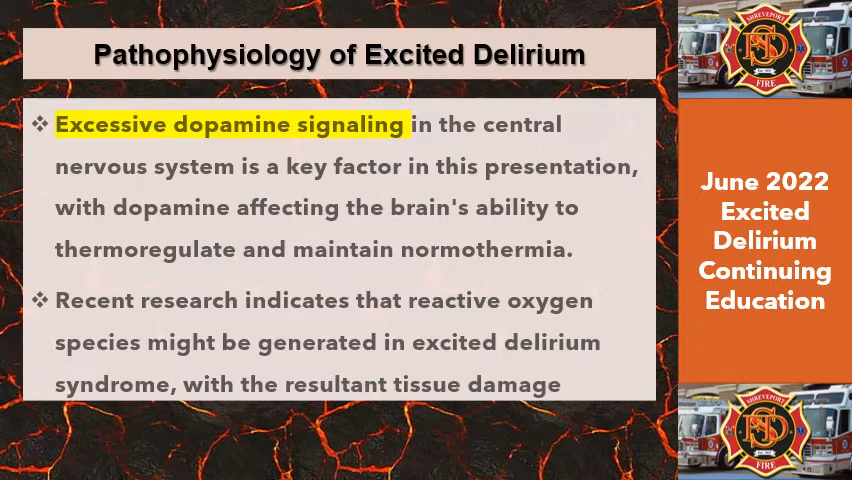 Pathophysiology of Excited Delirium
❖ Excessive dopamine signaling in the central
nervous system is a key factor in this presentation,
with dopamine affecting the brain's ability to
thermoregulate and maintain normothermia.
❖ Recent research indicates that reactive oxygen
species might be generated in excited delirium
syndrome, with the resultant tissue damage
SHREVEPORT
SFD
FIRE
June 2022
Excited
Delirium
Continuing
Education
SHREVEPORT
SFD
FIRE